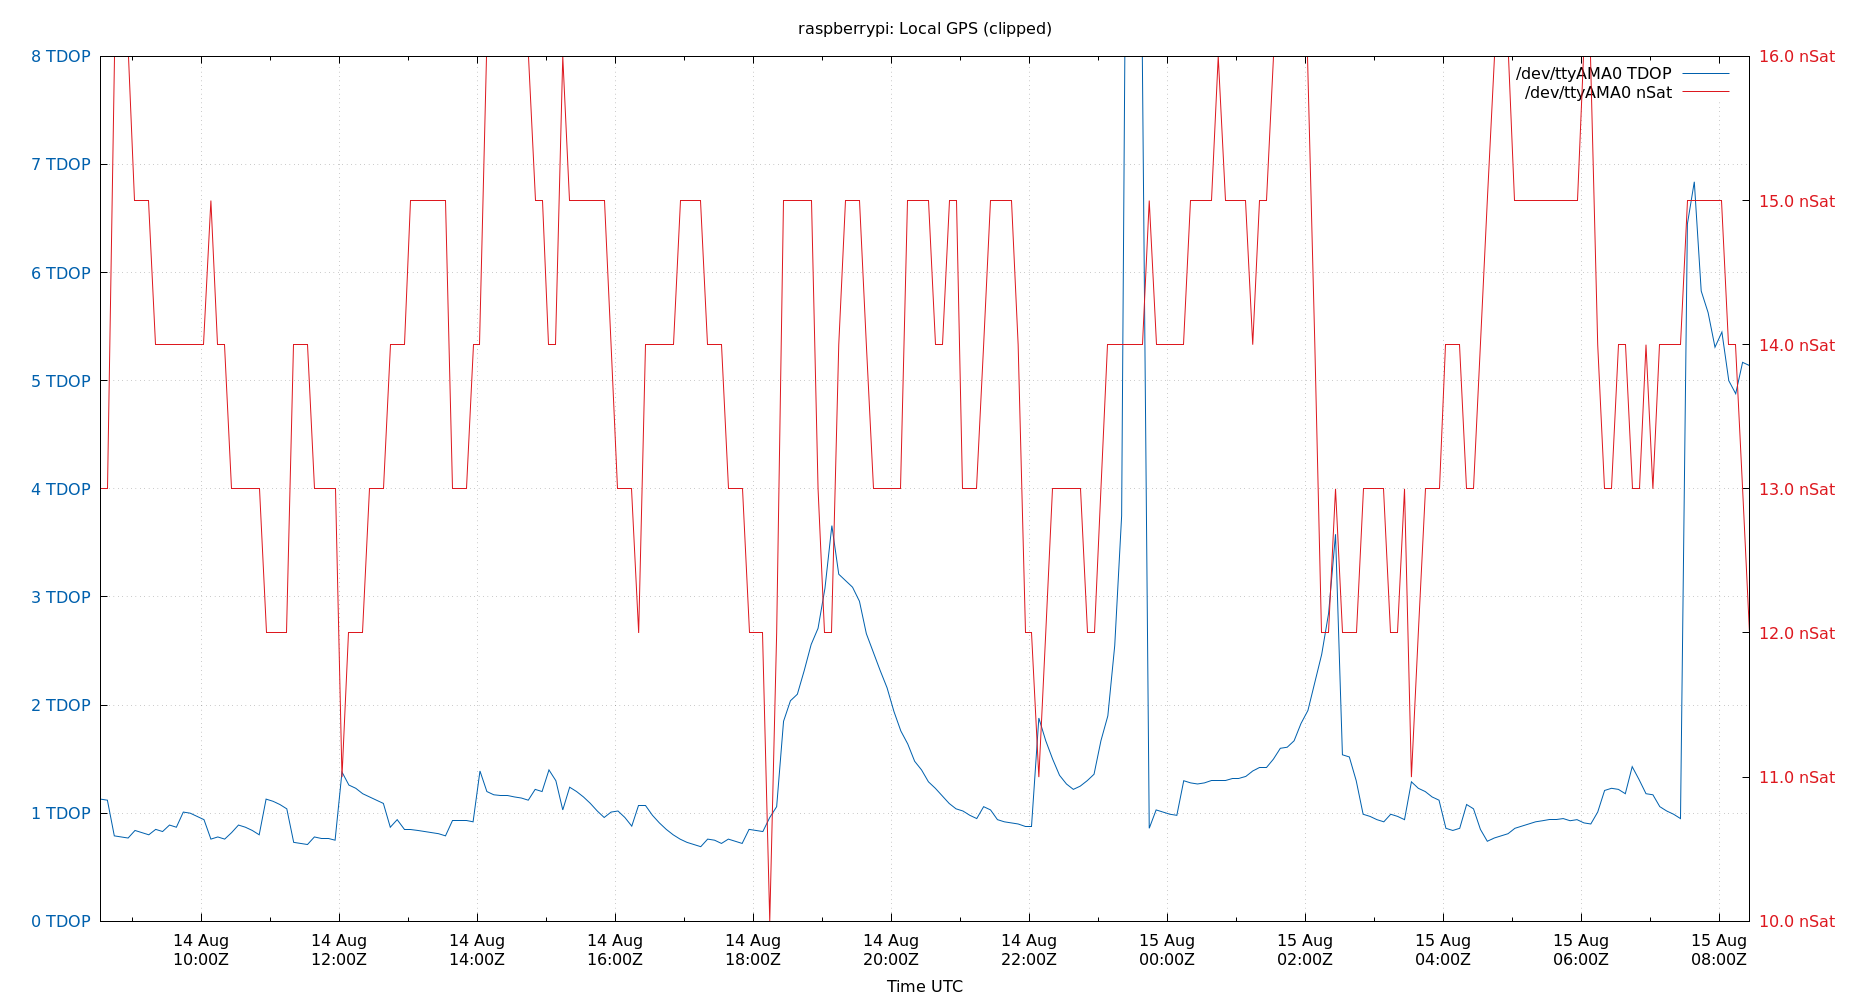 raspberrypi: Local GPS (clipped)
8 TDOP
7 TDOP
6 TDOP
5 TDOP
4 TDOP
3 TDOP
2 TDOP
1 TDOP
0 TDOP
16.0 nSat
15.0 nSat
14.0 nSat
13.0 nSat
12.0 nSat
11.0 nSat
10.0 nSat
/dev/ttyAMA0 TDOP
/dev/ttyAMA0 nSat
14 Aug
10:00Z
14 Aug
12:00Z
14 Aug
14:00Z
14 Aug
16:00Z
14 Aug
18:00Z
14 Aug
20:00Z
14 Aug
22:00Z
15 Aug
00:00Z
15 Aug
02:00Z
15 Aug
04:00Z
15 Aug
06:00Z
15 Aug
08:00Z
Time UTC